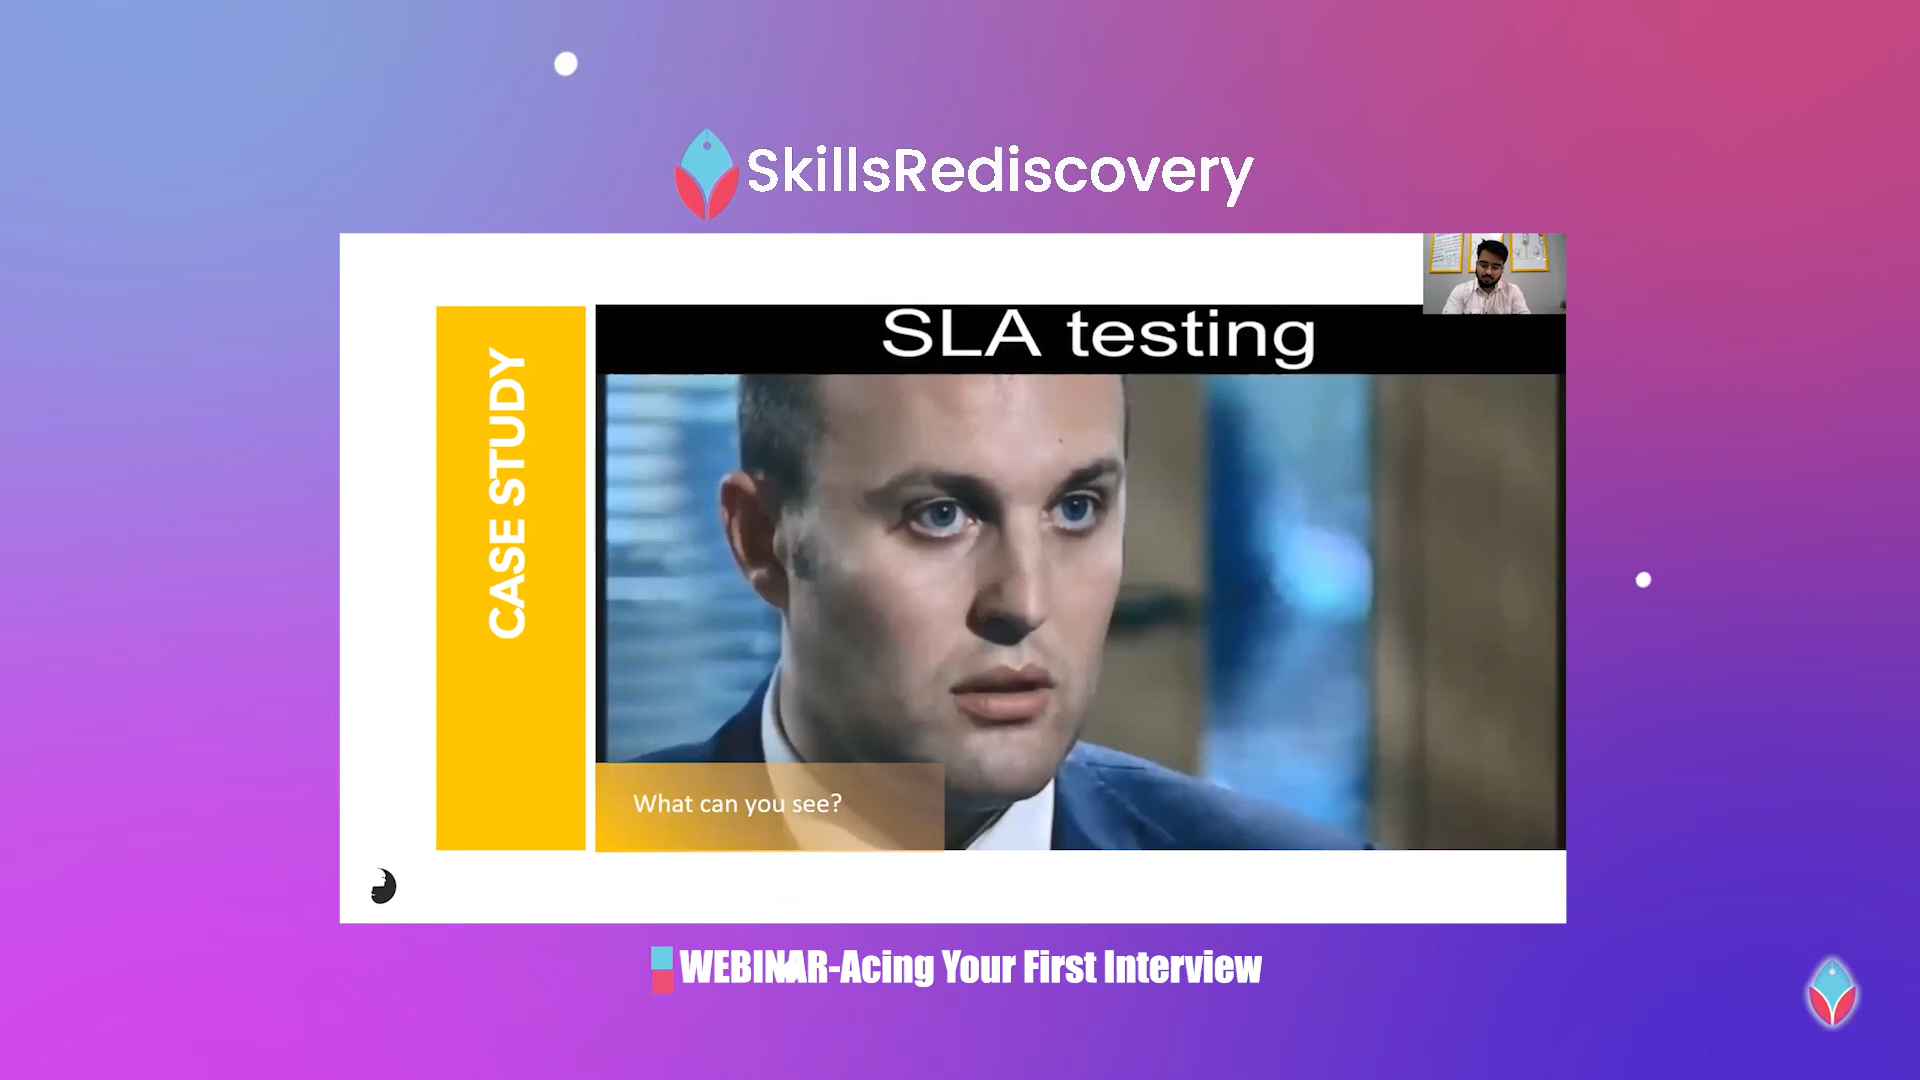 SkillsRediscovery
CASE STUDY
SLA testing
What can you see?
WEBINAR-Acing Your First Interview